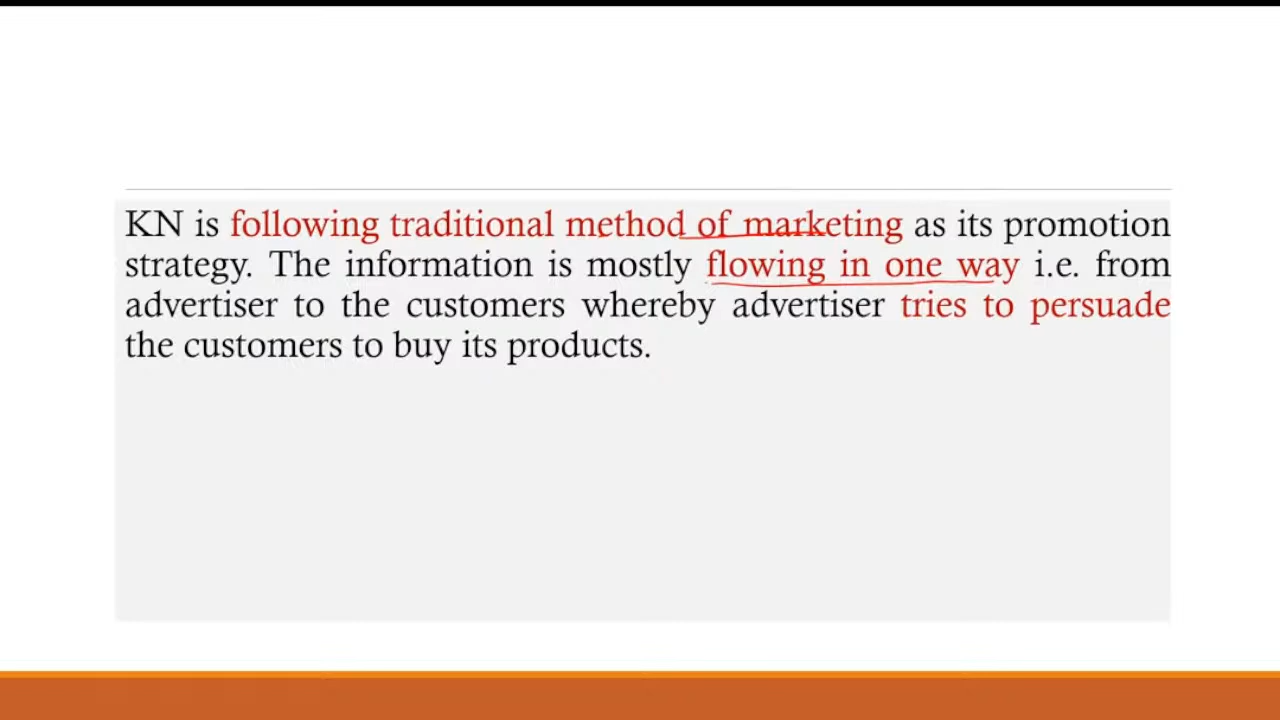 KN is following traditional method of marketing as its promotion
strategy. The information is mostly flowing in one way i.e. from
advertiser to the customers whereby advertiser tries to persuade
the customers to buy its products.